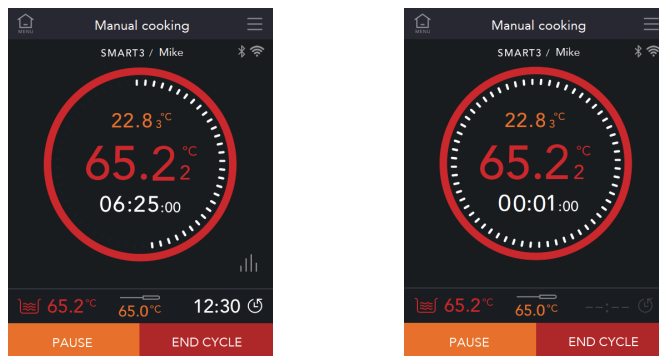 Manual cooking
MENU
SMART3 / Mike
22.83°C
65.22°C
06:25:00
65.2°C
65.0°C
12:30
PAUSE
END CYCLE
Manual cooking
MENU
SMART3 / Mike
22.83°C
65.22°C
00:01:00
65.2°C
65.0°C
--:--
PAUSE
END CYCLE